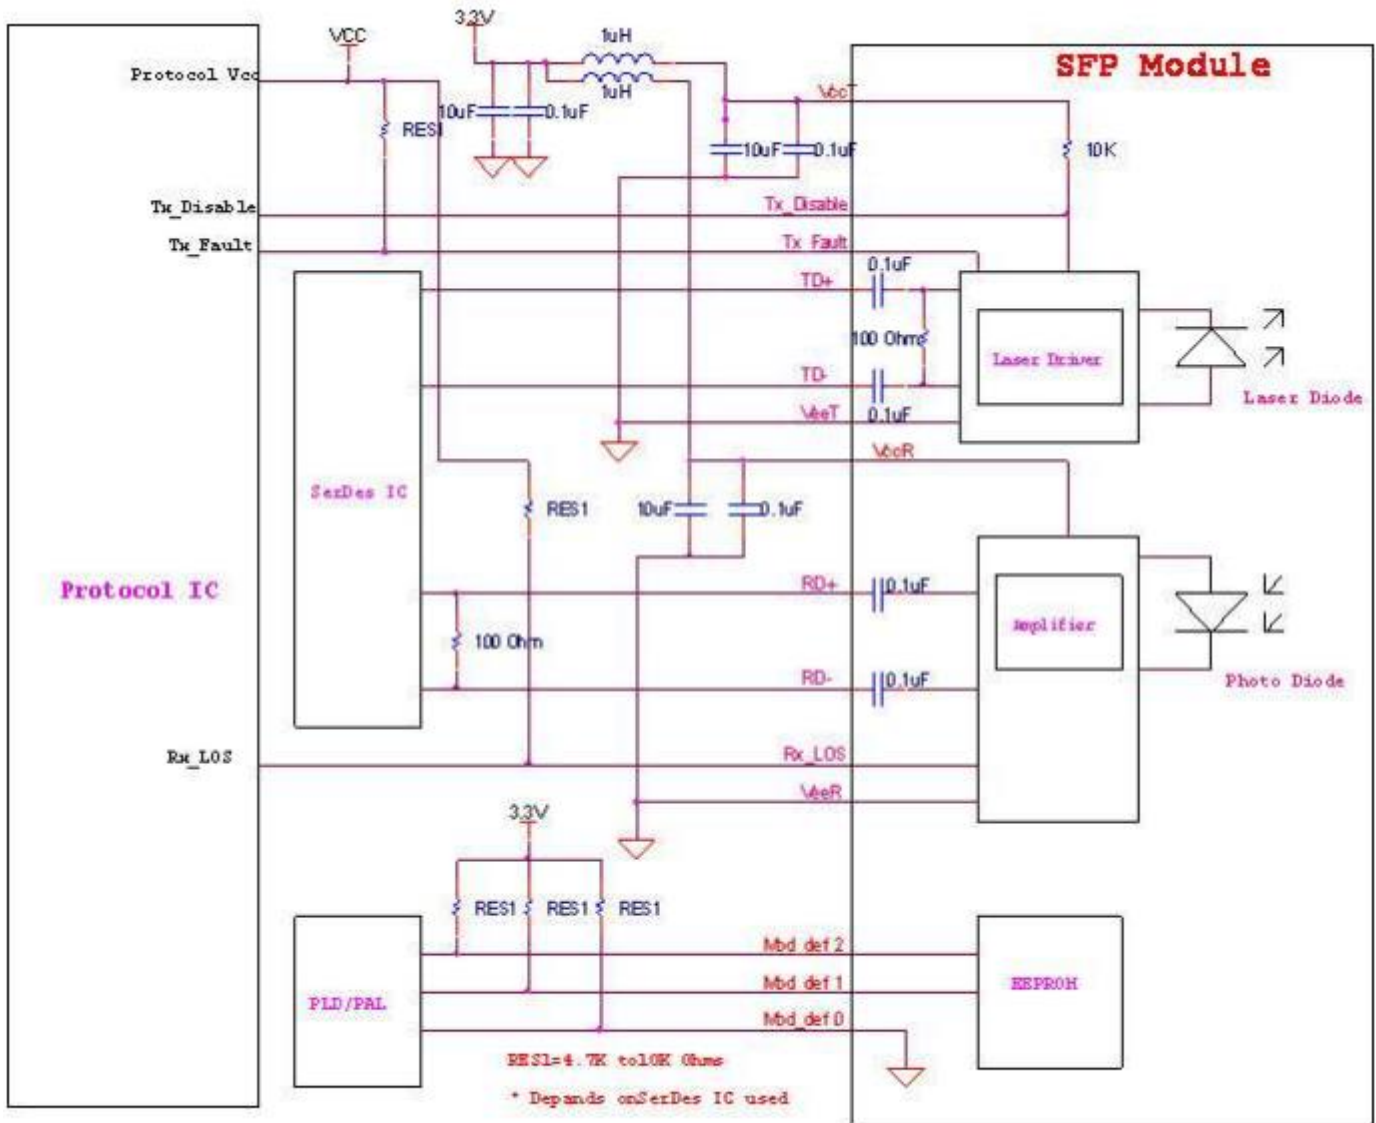 3.3V
VCC
1uH
SFP Module
Protocol Vcc
1uH
VccT
10uF
0.1uF
RES1
10uF
0.1uF
10K
Tx_Disable
Tx_Disable
Tx_Fault
Tx Fault
0.1uF
TD+
100 Ohms
Laser Driver
TD-
Laser Diode
VeeT
0.1uF
VccR
SerDes IC
RES1
10uF
0.1uF
Protocol IC
RD+
0.1uF
Amplifier
100 Ohm
RD-
0.1uF
Photo Diode
Rx_LOS
Rx_LOS
VeeR
3.3V
RES1
RES1
RES1
Mod def 2
Mod def 1
EEPROM
PLD/PAL
Mod_def 0
RES1=4.7K to10K Ohms
* Depands onSerDes IC used